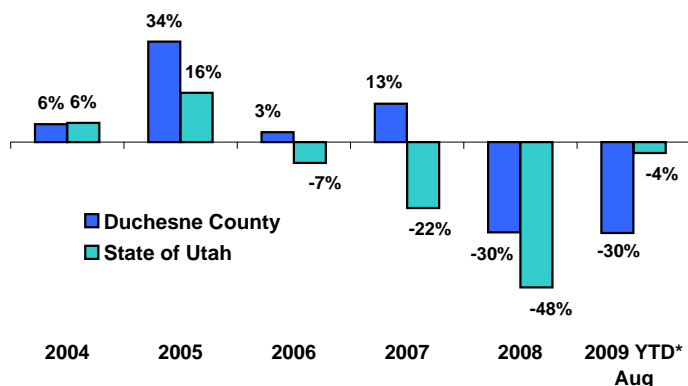 34%
16%
13%
6% 6%
3%
-7%
-4%
Duchesne County
State of Utah
-22%
-30%
-30%
-48%
2004 2005 2006 2007 2008 2009 YTD*
Aug